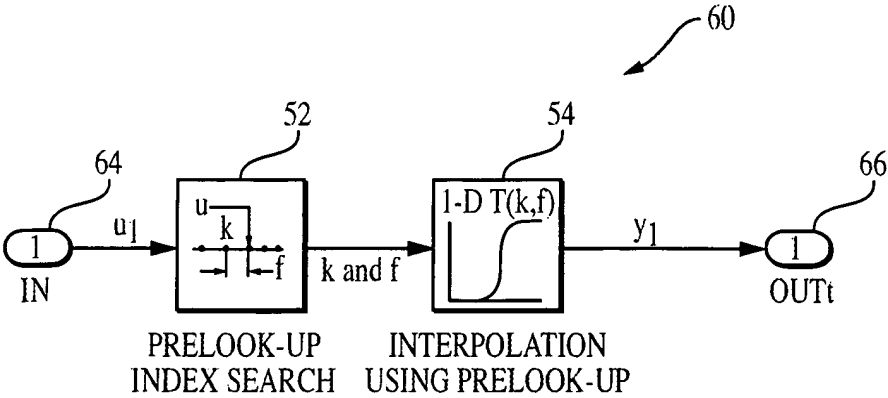 60
52
54
64
66
1
IN
u1
u
k
f
k and f
1-D T(k,f)
y1
1
OUTt
PRELOOK-UP
INDEX SEARCH
INTERPOLATION
USING PRELOOK-UP